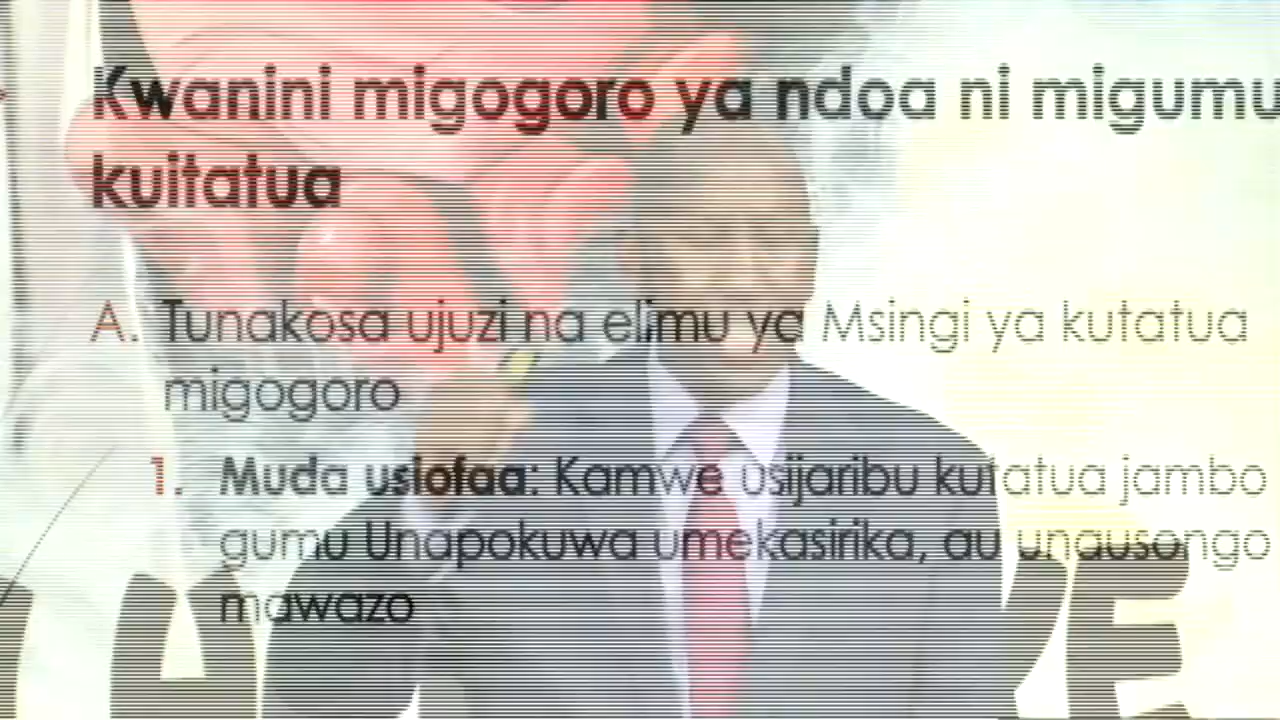 Kwanini migogoro ya ndoa ni migumu
kuitatua
A. Tunakosa ujuzi na elimu ya Msingi ya kutatua
migogoro
1. Muda usiofaa: Kamwe usijaribu kutatua jambo
gumu Unapokuwa umekasirika, au unausongo
mawazo